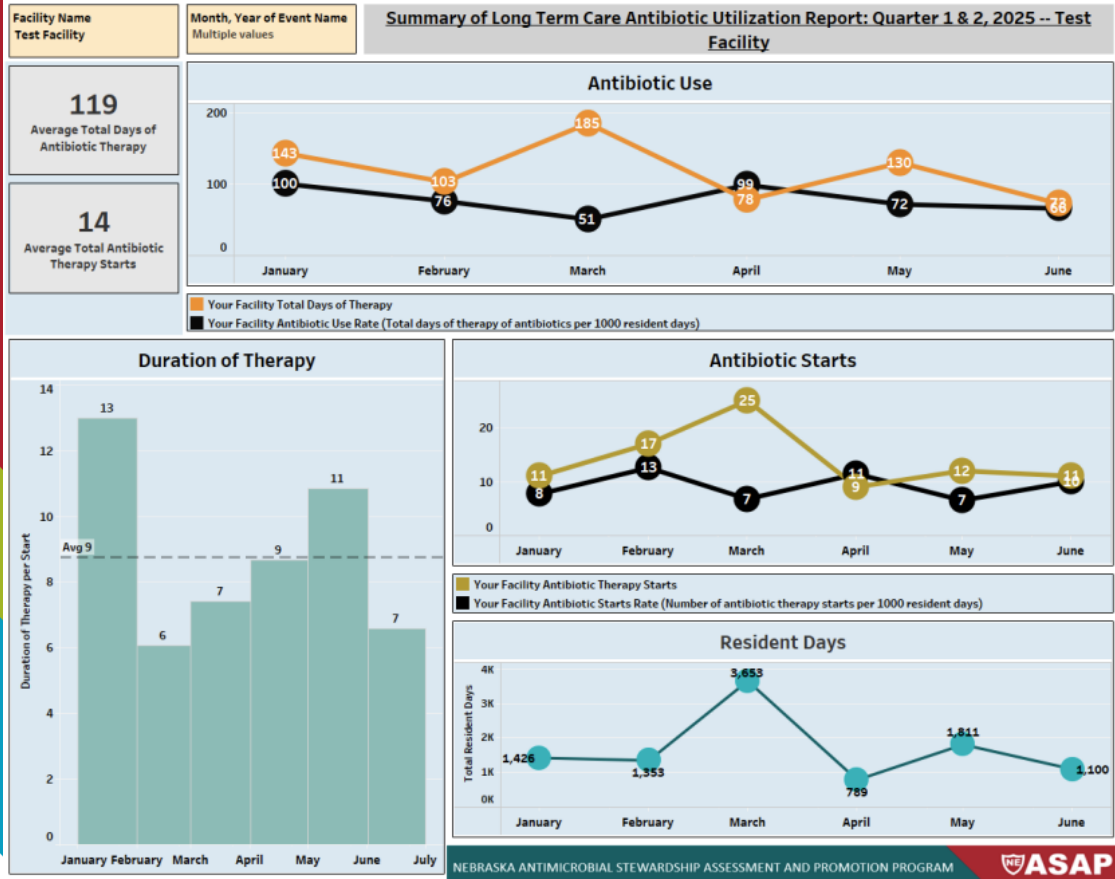 Facility Name
Test Facility
Month, Year of Event Name
Multiple values
Summary of Long Term Care Antibiotic Utilization Report: Quarter 1 & 2, 2025 -- Test
Facility
119
Average Total Days of
Antibiotic Therapy
14
Average Total Antibiotic
Therapy Starts
Antibiotic Use
200
100
0
143
103
185
78
130
73
100
76
51
99
72
66
January February March April May June
Your Facility Total Days of Therapy
Your Facility Antibiotic Use Rate (Total days of therapy of antibiotics per 1000 resident days)
Duration of Therapy
Duration of Therapy per Start
14
12
10
8
6
4
2
0
Avg 9
13
6
7
9
11
7
January February March April May June July
Antibiotic Starts
20
10
0
11
17
25
9
12
11
8
13
7
11
7
10
January February March April May June
Your Facility Antibiotic Therapy Starts
Your Facility Antibiotic Starts Rate (Number of antibiotic therapy starts per 1000 resident days)
Resident Days
Total Resident Days
4K
3K
2K
1K
0K
1,426
1,353
3,653
789
1,811
1,100
January February March April May June
NEBRASKA ANTIMICROBIAL STEWARDSHIP ASSESSMENT AND PROMOTION PROGRAM
NE ASAP